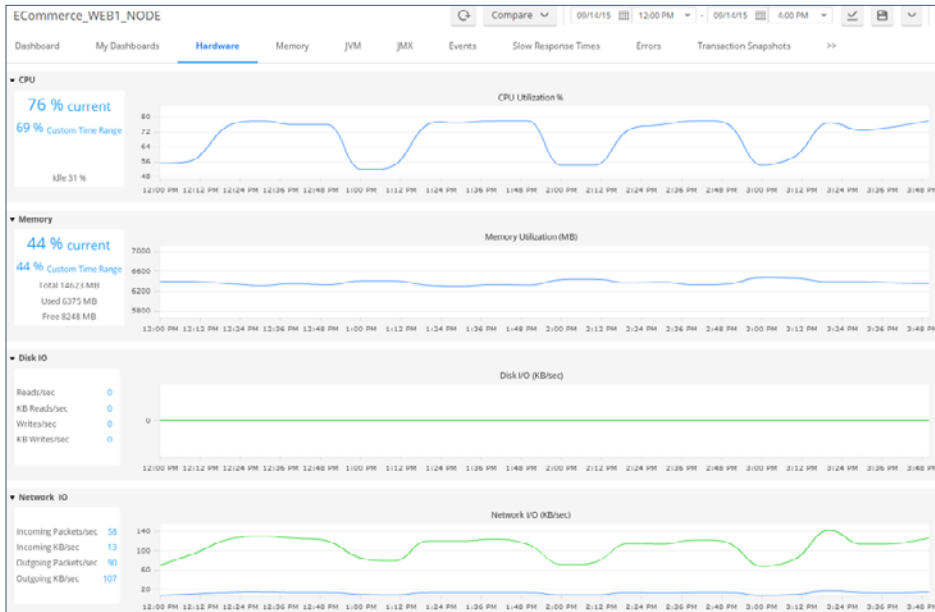 ECommerce_WEB1_NODE
Compare 09/14/15 12:00 PM - 09/14/15 4:00 PM
Dashboard My Dashboards Hardware Memory JVM JMX Events Slow Response Times Errors Transaction Snapshots >>
CPU
76 % current
69 % Custom Time Range
Idle 31 %
CPU Utilization %
80
72
64
56
48
12:00 PM 12:12 PM 12:24 PM 12:36 PM 12:48 PM 1:00 PM 1:12 PM 1:24 PM 1:36 PM 1:48 PM 2:00 PM 2:12 PM 2:24 PM 2:36 PM 2:48 PM 3:00 PM 3:12 PM 3:24 PM 3:36 PM 3:48 PM
Memory
44 % current
44 % Custom Time Range
Total 14623 MB
Used 6375 MB
Free 8248 MB
Memory Utilization (MB)
7000
6600
6200
5800
12:00 PM 12:12 PM 12:24 PM 12:36 PM 12:48 PM 1:00 PM 1:12 PM 1:24 PM 1:36 PM 1:48 PM 2:00 PM 2:12 PM 2:24 PM 2:36 PM 2:48 PM 3:00 PM 3:12 PM 3:24 PM 3:36 PM 3:48 PM
Disk IO
Reads/sec 0
KB Reads/sec 0
Writes/sec 0
KB Writes/sec 0
Disk I/O (KB/sec)
0
12:00 PM 12:12 PM 12:24 PM 12:36 PM 12:48 PM 1:00 PM 1:12 PM 1:24 PM 1:36 PM 1:48 PM 2:00 PM 2:12 PM 2:24 PM 2:36 PM 2:48 PM 3:00 PM 3:12 PM 3:24 PM 3:36 PM 3:48 PM
Network IO
Incoming Packets/sec 58
Incoming KB/sec 13
Outgoing Packets/sec 90
Outgoing KB/sec 107
Network I/O (KB/sec)
140
100
60
20
12:00 PM 12:12 PM 12:24 PM 12:36 PM 12:48 PM 1:00 PM 1:12 PM 1:24 PM 1:36 PM 1:48 PM 2:00 PM 2:12 PM 2:24 PM 2:36 PM 2:48 PM 3:00 PM 3:12 PM 3:24 PM 3:36 PM 3:48 PM